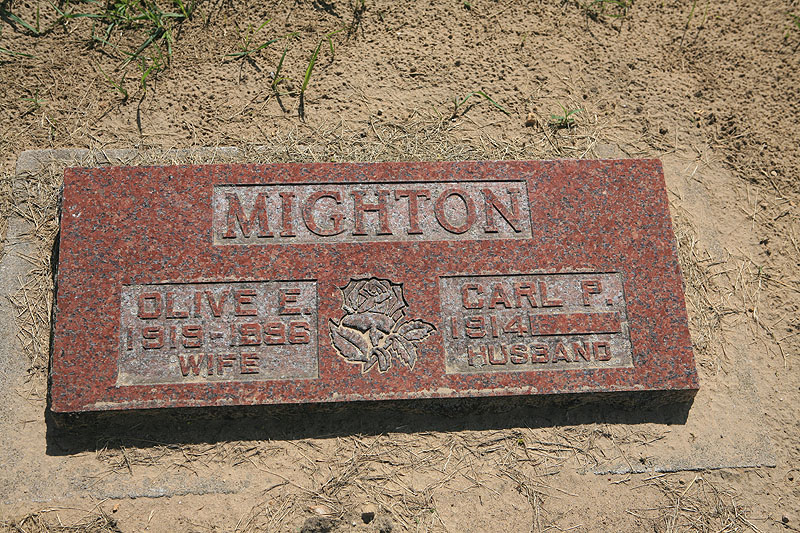 MIGHTON
OLIVE E.
1919-1996
WIFE
CARL P.
1914
HUSBAND